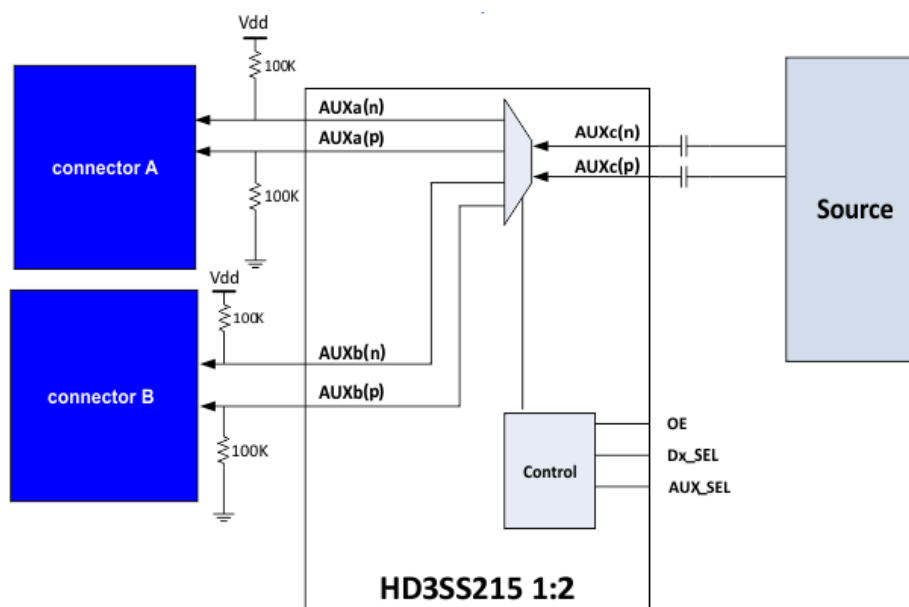 Vdd
100K
AUXa(n)
AUXa(p)
connector A
100K
AUXc(n)
AUXc(p)
Source
Vdd
100K
AUXb(n)
connector B
AUXb(p)
100K
Control
OE
Dx_SEL
AUX_SEL
HD3SS215 1:2